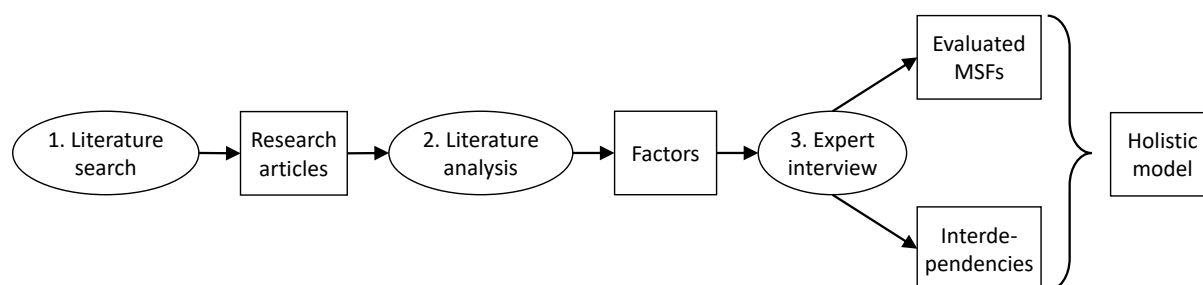 1. Literature
search
Research
articles
2. Literature
analysis
Factors
3. Expert
interview
Evaluated
MSFs
Interde-
pendencies
Holistic
model